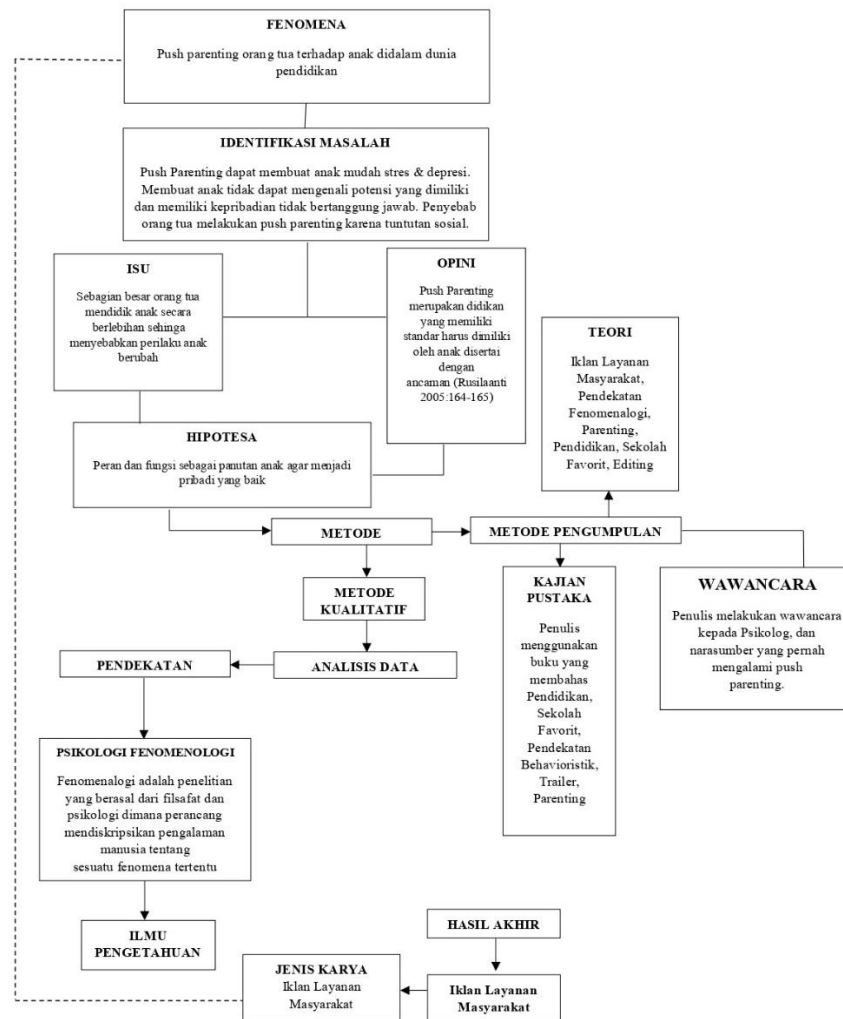 FENOMENA
Push parenting orang tua terhadap anak didalam dunia
pendidikan
IDENTIFIKASI MASALAH
Push Parenting dapat membuat anak mudah stres & depresi.
Membuat anak tidak dapat mengenali potensi yang dimiliki
dan memiliki kepribadian tidak bertanggung jawab. Penyebab
orang tua melakukan push parenting karena tuntutan sosial.
ISU
Sebagian besar orang tua
mendidik anak secara
berlebihan sehinga
menyebabkan perilaku anak
berubah
OPINI
Push Parenting
merupakan didikan
yang memiliki
standar harus dimiliki
oleh anak disertai
dengan
ancaman (Rusilaanti
2005:164-165)
TEORI
Iklan Layanan
Masyarakat,
Pendekatan
Fenomenalogi,
Parenting,
Pendidikan, Sekolah
Favorit, Editing
HIPOTESA
Peran dan fungsi sebagai panutan anak agar menjadi
pribadi yang baik
METODE
METODE PENGUMPULAN
METODE
KUALITATIF
KAJIAN
PUSTAKA
Penulis
menggunakan
buku yang
membahas
Pendidikan,
Sekolah
Favorit,
Pendekatan
Behavioristik,
Trailer,
Parenting
WAWANCARA
Penulis melakukan wawancara
kepada Psikolog, dan
narasumber yang pernah
mengalami push
parenting.
PENDEKATAN
ANALISIS DATA
PSIKOLOGI FENOMENOLOGI
Fenomenalogi adalah penelitian
yang berasal dari filsafat dan
psikologi dimana perancang
mendiskripsikan pengalaman
manusia tentang
sesuatu fenomena tertentu
ILMU
PENGETAHUAN
HASIL AKHIR
JENIS KARYA
Iklan Layanan
Masyarakat
Iklan Layanan
Masyarakat